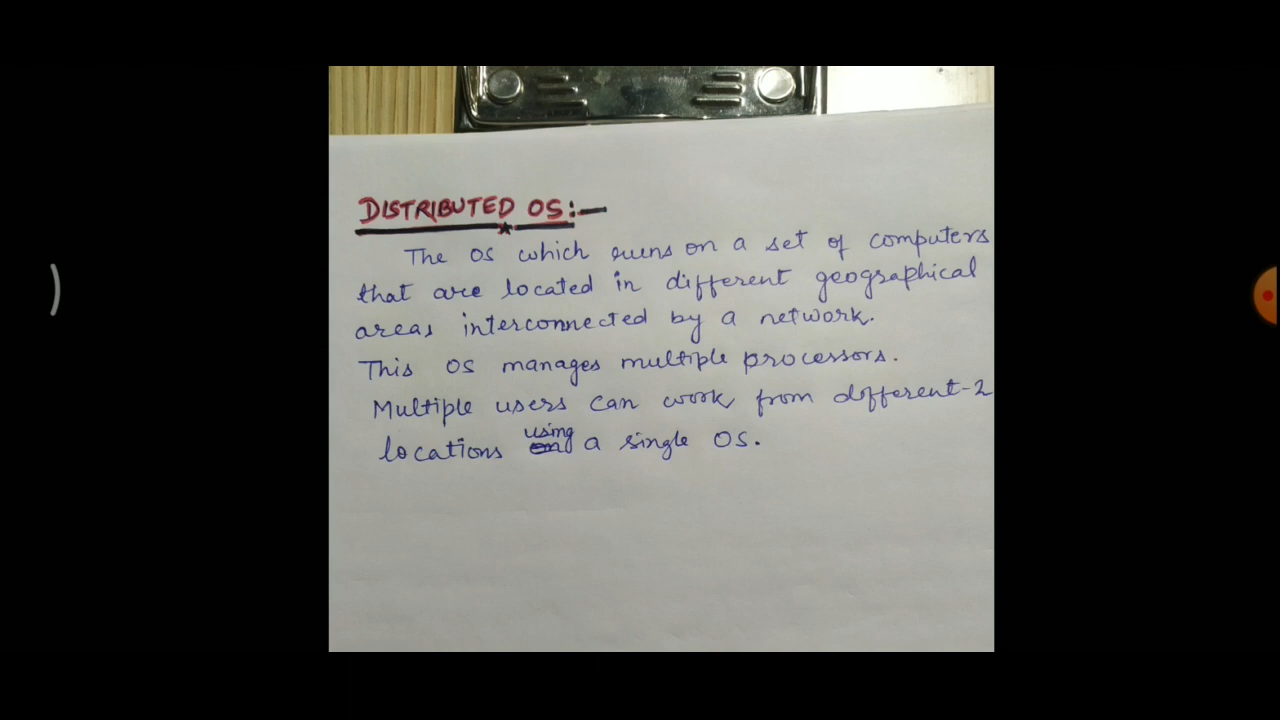 DISTRIBUTED OS:-
The OS which runs on a set of computers
that are located in different geographical
areas interconnected by a network.
This OS manages multiple processors.
Multiple users can work from different-2
locations using a single OS.